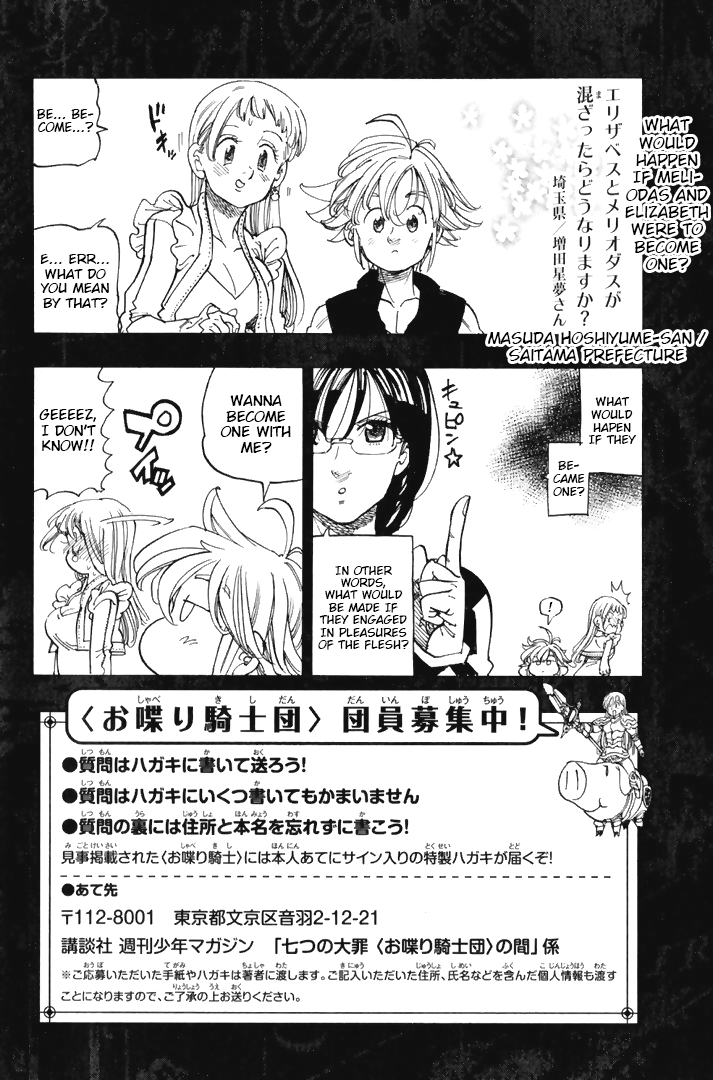 WHAT
WOULD
HAPPEN
IF MELI-
ODAS AND
ELIZABETH
WERE TO
BECOME
ONE?
エリザベスとメリオダスが
混ざったらどうなりますか？
埼玉県／増田星夢さん
MASUDA HOSHIYUME-SAN /
SAITAMA PREFECTURE
ドキ
BE... BE-
COME...?
E... ERR...
WHAT DO
YOU MEAN
BY THAT?
WHAT
WOULD
HAPEN
IF THEY
BE-
CAME
ONE?
キュピン☆
IN OTHER
WORDS,
WHAT WOULD
BE MADE IF
THEY ENGAGED
IN PLEASURES
OF THE FLESH?
!
WANNA
BECOME
ONE WITH
ME?
GEEEEZ,
I DON'T
KNOW!!
〈お喋り騎士団〉団員募集中！
●質問はハガキに書いて送ろう！
●質問はハガキにいくつ書いてもかまいません
●質問の裏には住所と本名を忘れずに書こう！
見事掲載された〈お喋り騎士〉には本人あてにサイン入りの特製ハガキが届くぞ！
●あて先
〒112-8001 東京都文京区音羽2-12-21
講談社 週刊少年マガジン 「七つの大罪〈お喋り騎士団〉の間」係
※ご応募いただいた手紙やハガキは著者に渡します。ご記入いただいた住所、氏名などを含んだ個人情報も渡す
ことになりますので、ご了承の上お送りください。